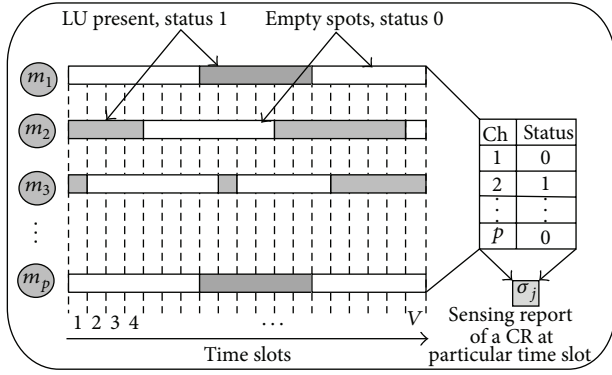 LU present, status 1
Empty spots, status 0
m1
m2
m3
⋮
mp
Ch Status
1 0
2 1
⋮ ⋮
p 0
σj
1 2 3 4 ⋯ V
Time slots
Sensing report
of a CR at
particular time slot